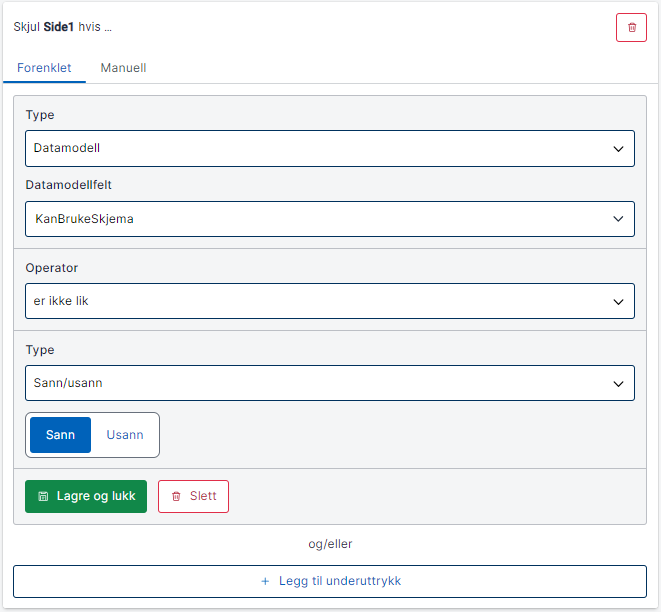 Skjul Side1 hvis ...
Forenklet Manuell
Type
Datamodell
Datamodellfelt
KanBrukeSkjema
Operator
er ikke lik
Type
Sann/usann
Sann Usann
Lagre og lukk Slett
og/eller
+ Legg til underuttrykk